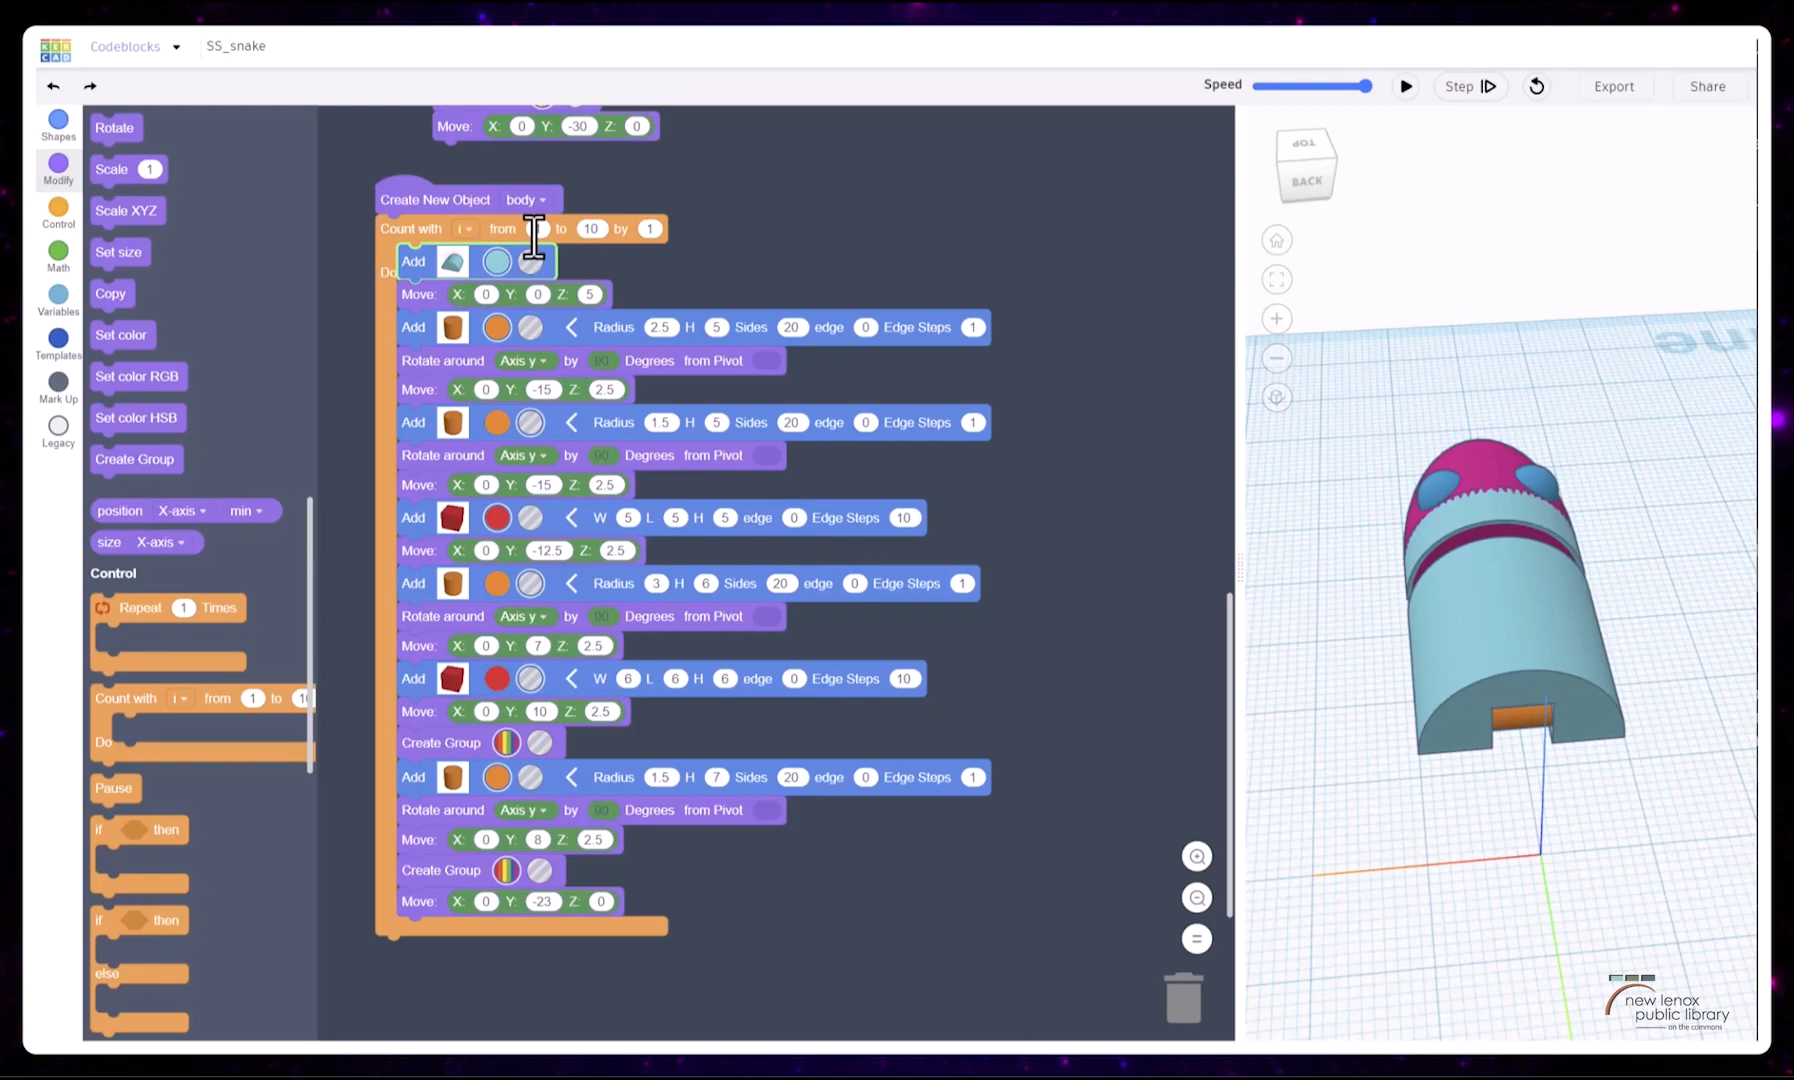 Codeblocks SS_snake
Speed Step Export Share
Shapes
Modify
Control
Math
Variables
Templates
Mark Up
Legacy
Rotate
Scale 1
Scale XYZ
Set size
Copy
Set color
Set color RGB
Set color HSB
Create Group
position X-axis min
size X-axis
Control
Repeat 1 Times
Count with i from 1 to
Do
Pause
if then
if then
else
Move: X: 0 Y: -30 Z: 0
Create New Object body
Count with i from to 10 by 1
Do
Add
Move: X: 0 Y: 0 Z: 5
Add Radius 2.5 H 5 Sides 20 edge 0 Edge Steps 1
Rotate around Axis y by 90 Degrees from Pivot
Move: X: 0 Y: -15 Z: 2.5
Add Radius 1.5 H 5 Sides 20 edge 0 Edge Steps 1
Rotate around Axis y by 90 Degrees from Pivot
Move: X: 0 Y: -15 Z: 2.5
Add W 5 L 5 H 5 edge 0 Edge Steps 10
Move: X: 0 Y: -12.5 Z: 2.5
Add Radius 3 H 6 Sides 20 edge 0 Edge Steps 1
Rotate around Axis y by 90 Degrees from Pivot
Move: X: 0 Y: 7 Z: 2.5
Add W 6 L 6 H 6 edge 0 Edge Steps 10
Move: X: 0 Y: 10 Z: 2.5
Create Group
Add Radius 1.5 H 7 Sides 20 edge 0 Edge Steps 1
Rotate around Axis y by 90 Degrees from Pivot
Move: X: 0 Y: 8 Z: 2.5
Create Group
Move: X: 0 Y: -23 Z: 0
TOP
BACK
ne
new lenox
public library
on the commons